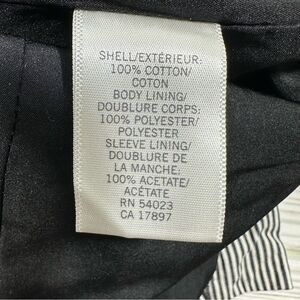 SHELL/EXTÉRIEUR:
100% COTTON/
COTON
BODY LINING/
DOUBLURE CORPS:
100% POLYESTER/
POLYESTER
SLEEVE LINING/
DOUBLURE DE
LA MANCHE:
100% ACETATE/
ACÉTATE
RN 54023
CA 17897